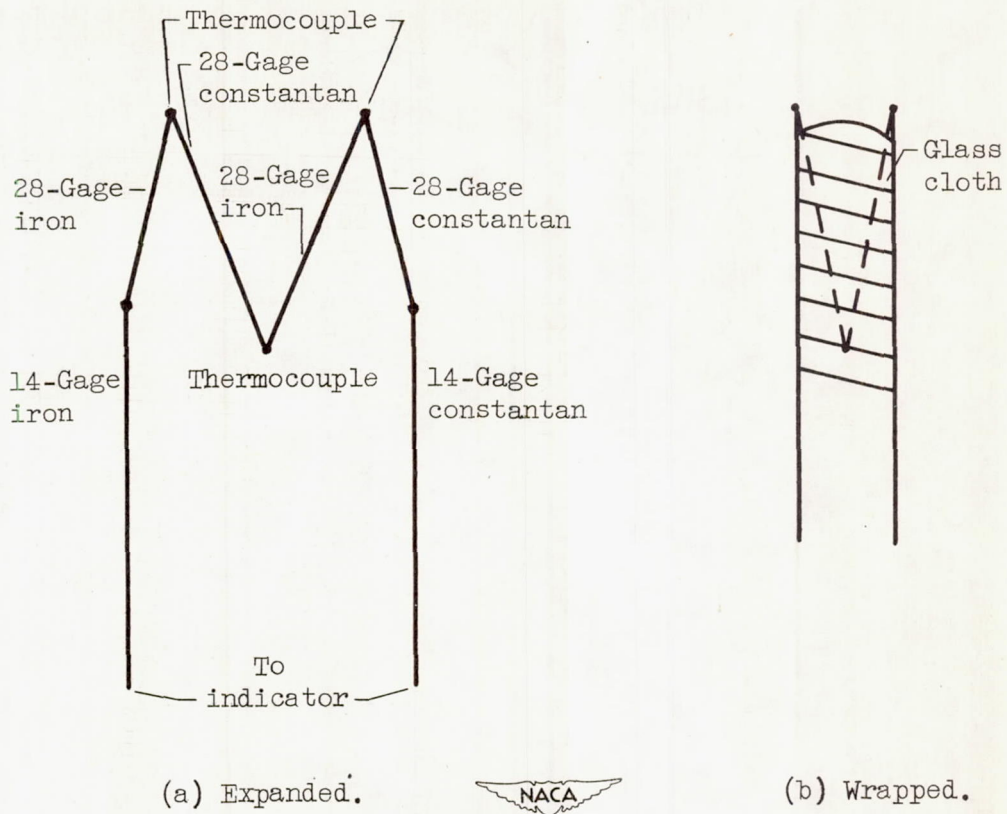 Thermocouple
28-Gage
constantan
28-Gage
iron
28-Gage
iron
28-Gage
constantan
14-Gage
iron
Thermocouple
14-Gage
constantan
To
indicator
(a) Expanded.
Glass
cloth
(b) Wrapped.
NACA